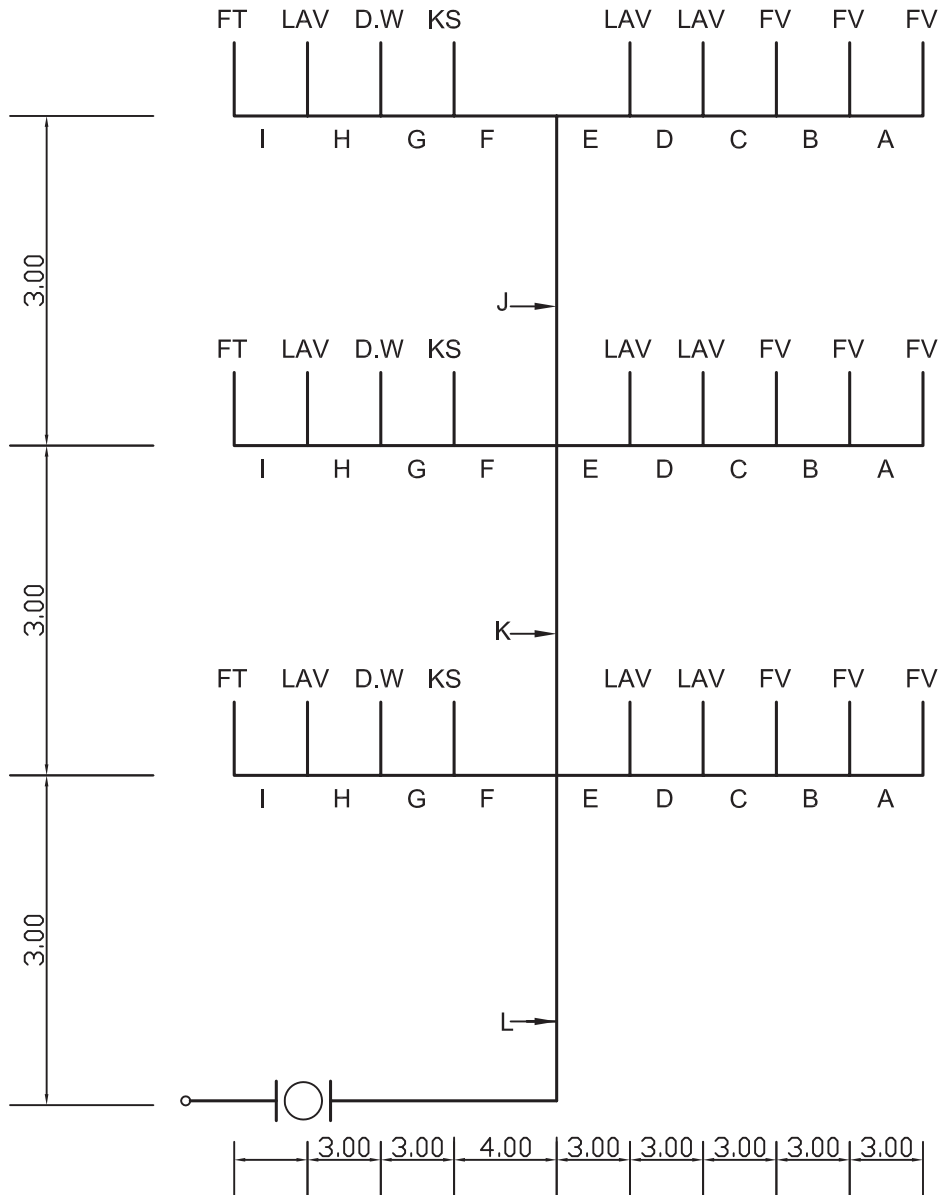 FT LAV D.W KS LAV LAV FV FV FV
I H G F E D C B A
3.00
J
FT LAV D.W KS LAV LAV FV FV FV
I H G F E D C B A
3.00
K
FT LAV D.W KS LAV LAV FV FV FV
I H G F E D C B A
3.00
L
3.00 3.00 4.00 3.00 3.00 3.00 3.00 3.00